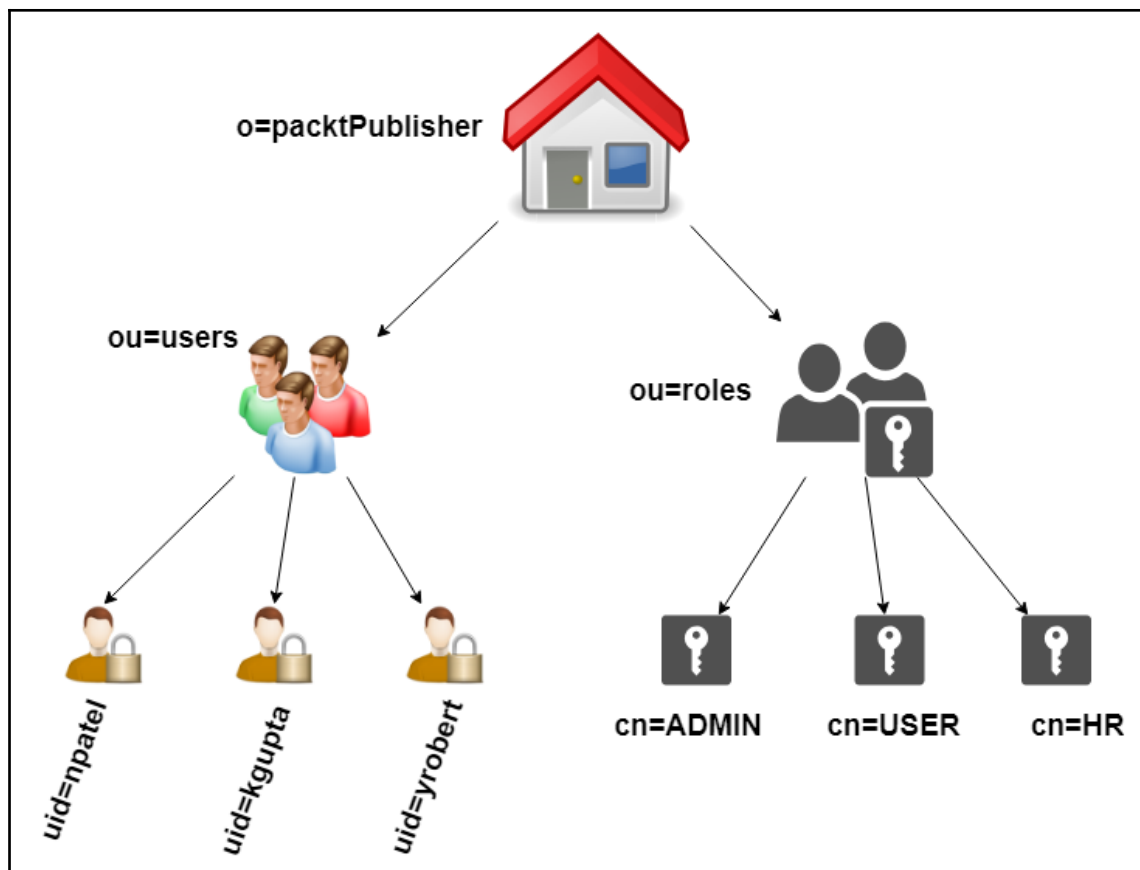 o=packtPublisher
ou=users
ou=roles
uid=npatel
uid=kgupta
uid=yrobert
cn=ADMIN
cn=USER
cn=HR